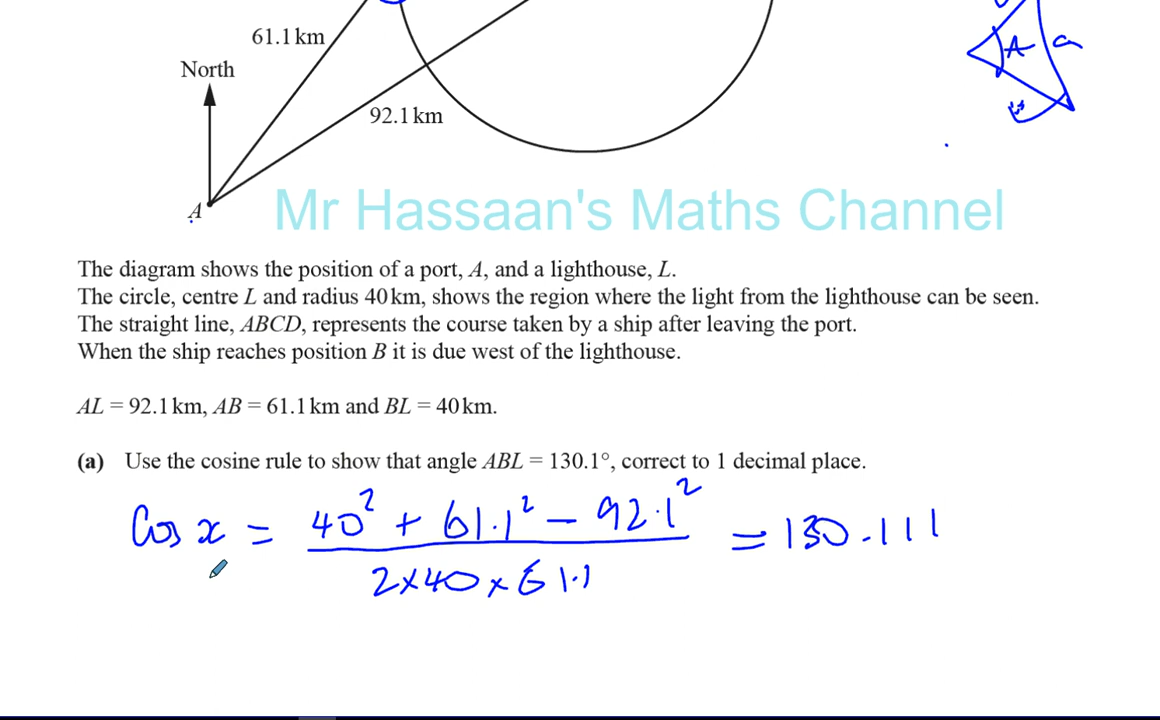 61.1 km
North
92.1 km
A
A a
Mr Hassaan's Maths Channel
The diagram shows the position of a port, A, and a lighthouse, L.
The circle, centre L and radius 40 km, shows the region where the light from the lighthouse can be seen.
The straight line, ABCD, represents the course taken by a ship after leaving the port.
When the ship reaches position B it is due west of the lighthouse.
AL = 92.1 km, AB = 61.1 km and BL = 40 km.
(a) Use the cosine rule to show that angle ABL = 130.1°, correct to 1 decimal place.
Cos x = 40² + 61.1² − 92.1² = 130.111
2×40×61.1